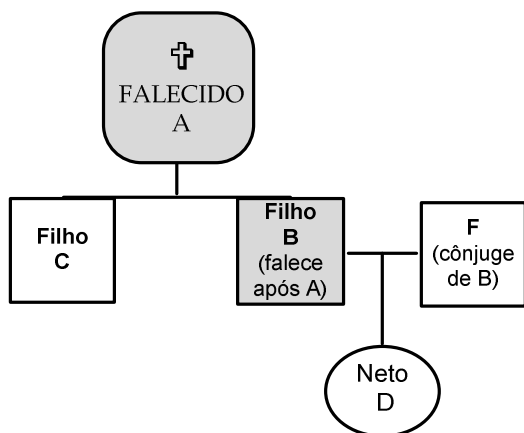 ✞
FALECIDO
A
Filho
C
Filho
B
(falece
após A)
F
(cônjuge
de B)
Neto
D